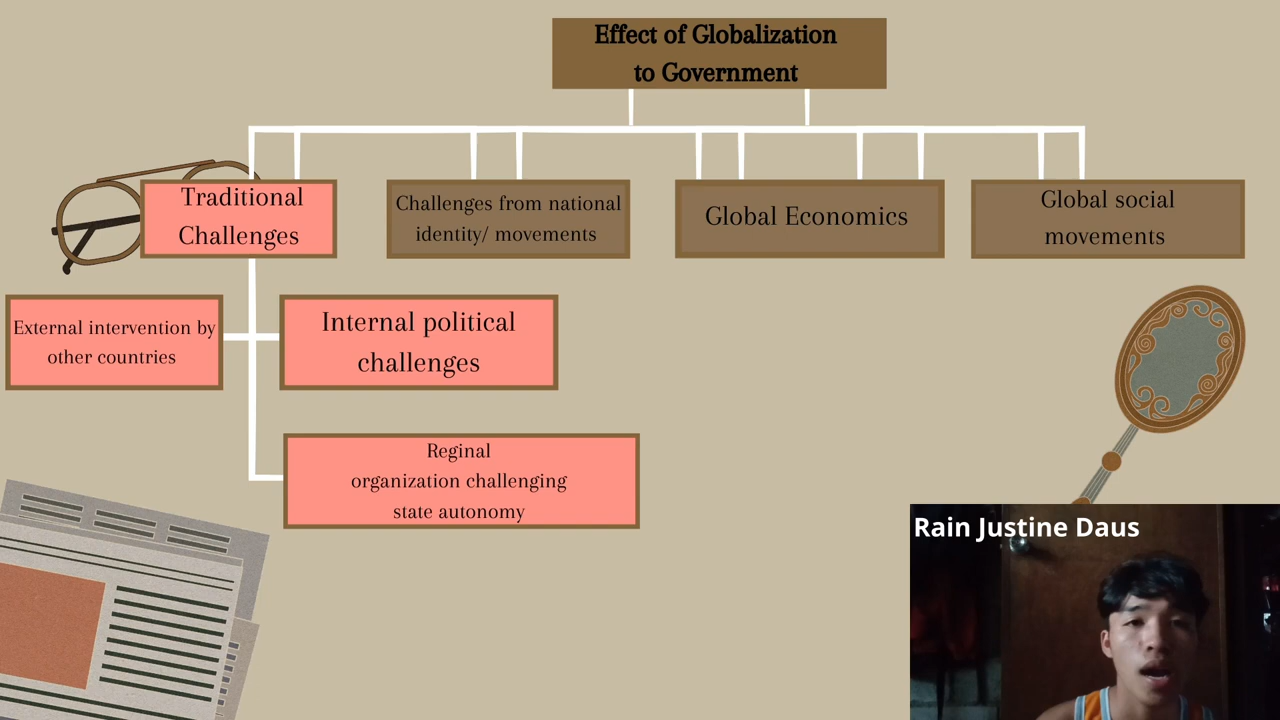 Effect of Globalization
to Government
Traditional
Challenges
Challenges from national
identity/ movements
Global Economics
Global social
movements
External intervention by
other countries
Internal political
challenges
Reginal
organization challenging
state autonomy
Rain Justine Daus